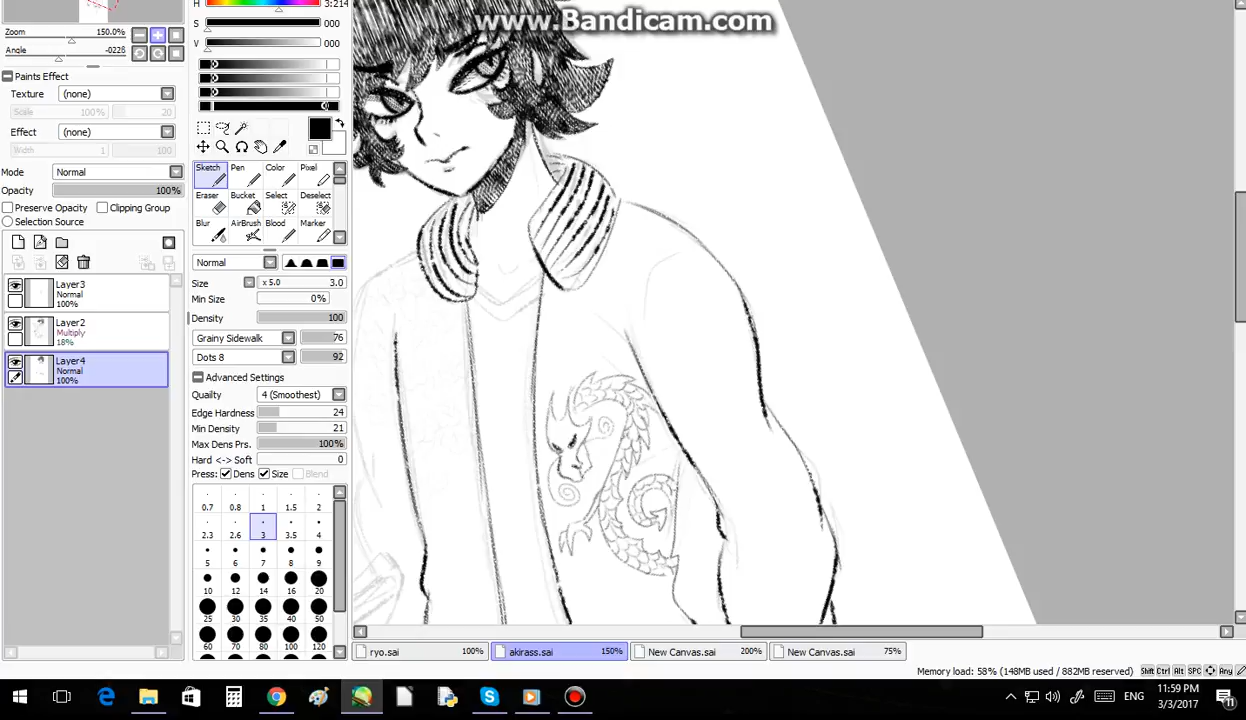 www.Bandicam.com
H 3:214
S 000
V 000
Zoom 150.0%
Angle -022ß
Paints Effect
Texture (none)
Scale 100% 20
Effect (none)
Width 1 100
Mode Normal
Opacity 100%
Preserve Opacity Clipping Group
Selection Source
Layer3
Normal
100%
Layer2
Multiply
18%
Layer4
Normal
100%
Sketch Pen Color Pixel
Eraser Bucket Select Deselect
Blur AirBrush Blood Marker
Normal
Size x 5.0 3.0
Min Size 0%
Density 100
Grainy Sidewalk 76
Dots 8 92
Advanced Settings
Quailty 4 (Smoothest)
Edge Hardness 24
Min Density 21
Max Dens Prs. 100%
Hard <-> Soft 0
Press: Dens Size Blend
0.7 0.8 1 1.5 2
2.3 2.6 3 3.5 4
5 6 7 8 9
10 12 14 16 20
25 30 35 40 50
60 70 80 100 120
ryo.sai 100% akirass.sai 150% New Canvas.sai 200% New Canvas.sai 75%
Memory load: 58% (148MB used / 882MB reserved) Shift Ctrl Alt SPC Any
ENG
11:59 PM
3/3/2017
11